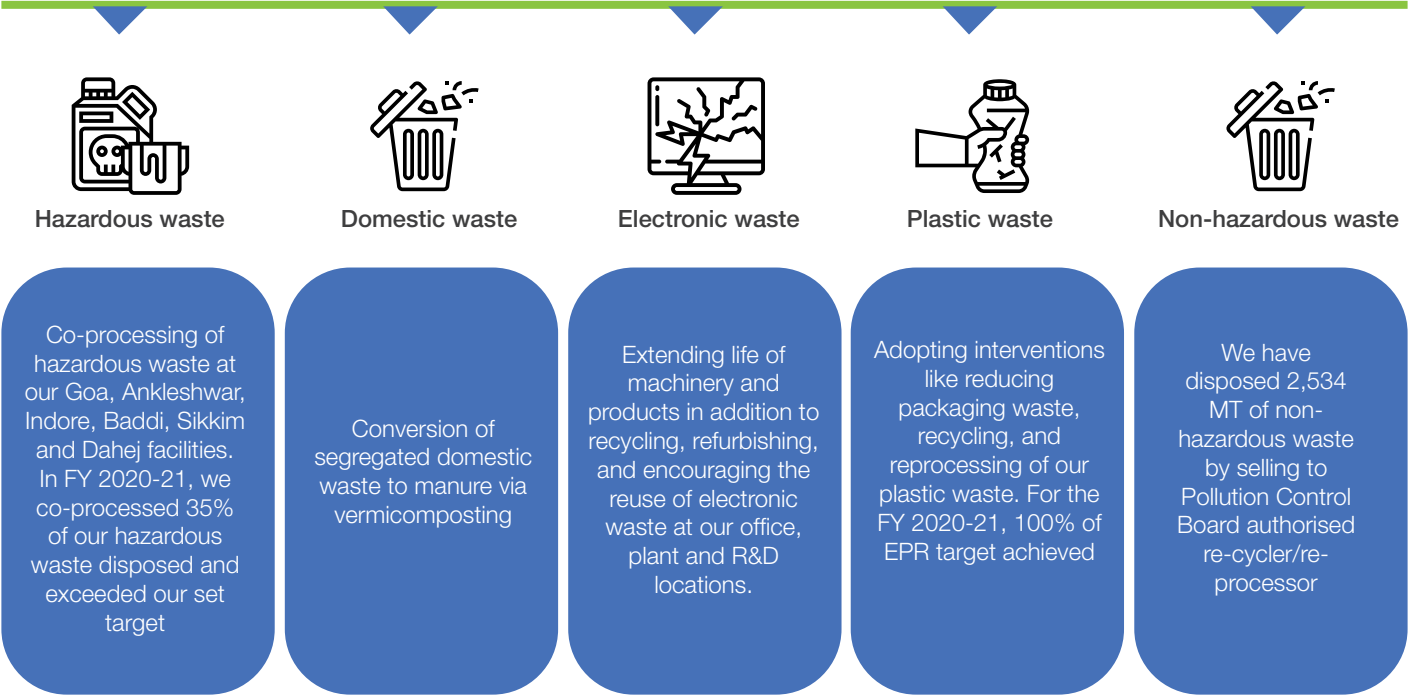 Hazardous waste
Domestic waste
Electronic waste
Plastic waste
Non-hazardous waste
Co-processing of
hazardous waste at
our Goa, Ankleshwar,
Indore, Baddi, Sikkim
and Dahej facilities.
In FY 2020-21, we
co-processed 35%
of our hazardous
waste disposed and
exceeded our set
target
Conversion of
segregated domestic
waste to manure via
vermicomposting
Extending life of
machinery and
products in addition to
recycling, refurbishing,
and encouraging the
reuse of electronic
waste at our office,
plant and R&D
locations.
Adopting interventions
like reducing
packaging waste,
recycling, and
reprocessing of our
plastic waste. For the
FY 2020-21, 100% of
EPR target achieved
We have
disposed 2,534
MT of non-
hazardous waste
by selling to
Pollution Control
Board authorised
re-cycler/re-
processor